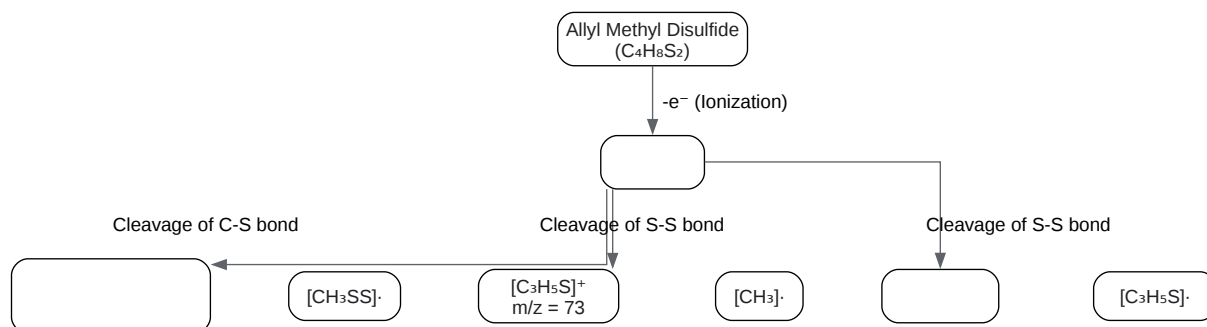 Allyl Methyl Disulfide
(C₄H₈S₂)
-e⁻ (Ionization)
Cleavage of C-S bond
Cleavage of S-S bond
Cleavage of S-S bond
[CH₃SS]·
[C₃H₅S]⁺
m/z = 73
[CH₃]·
[C₃H₅S]·